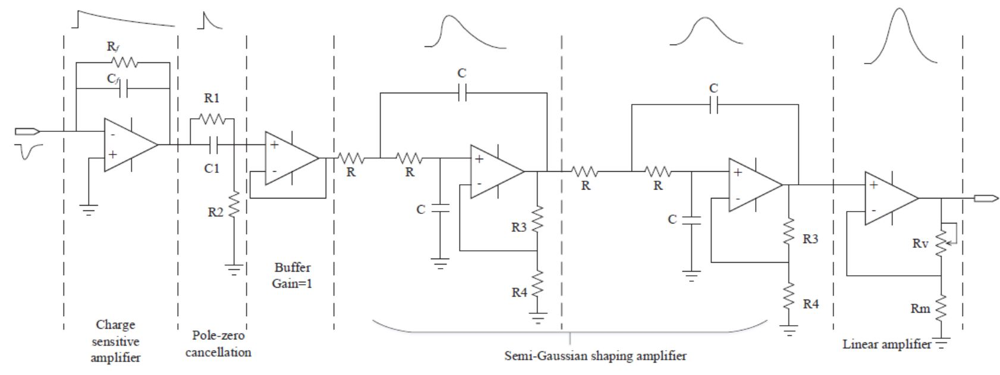 Rf
Cf
-
+
R1
C1
R2
+
-
Buffer
Gain=1
R
R
C
C
+
-
R3
R4
R
R
C
C
+
-
R3
R4
+
-
Rv
Rm
Charge
sensitive
amplifier
Pole-zero
cancellation
Semi-Gaussian shaping amplifier
Linear amplifier